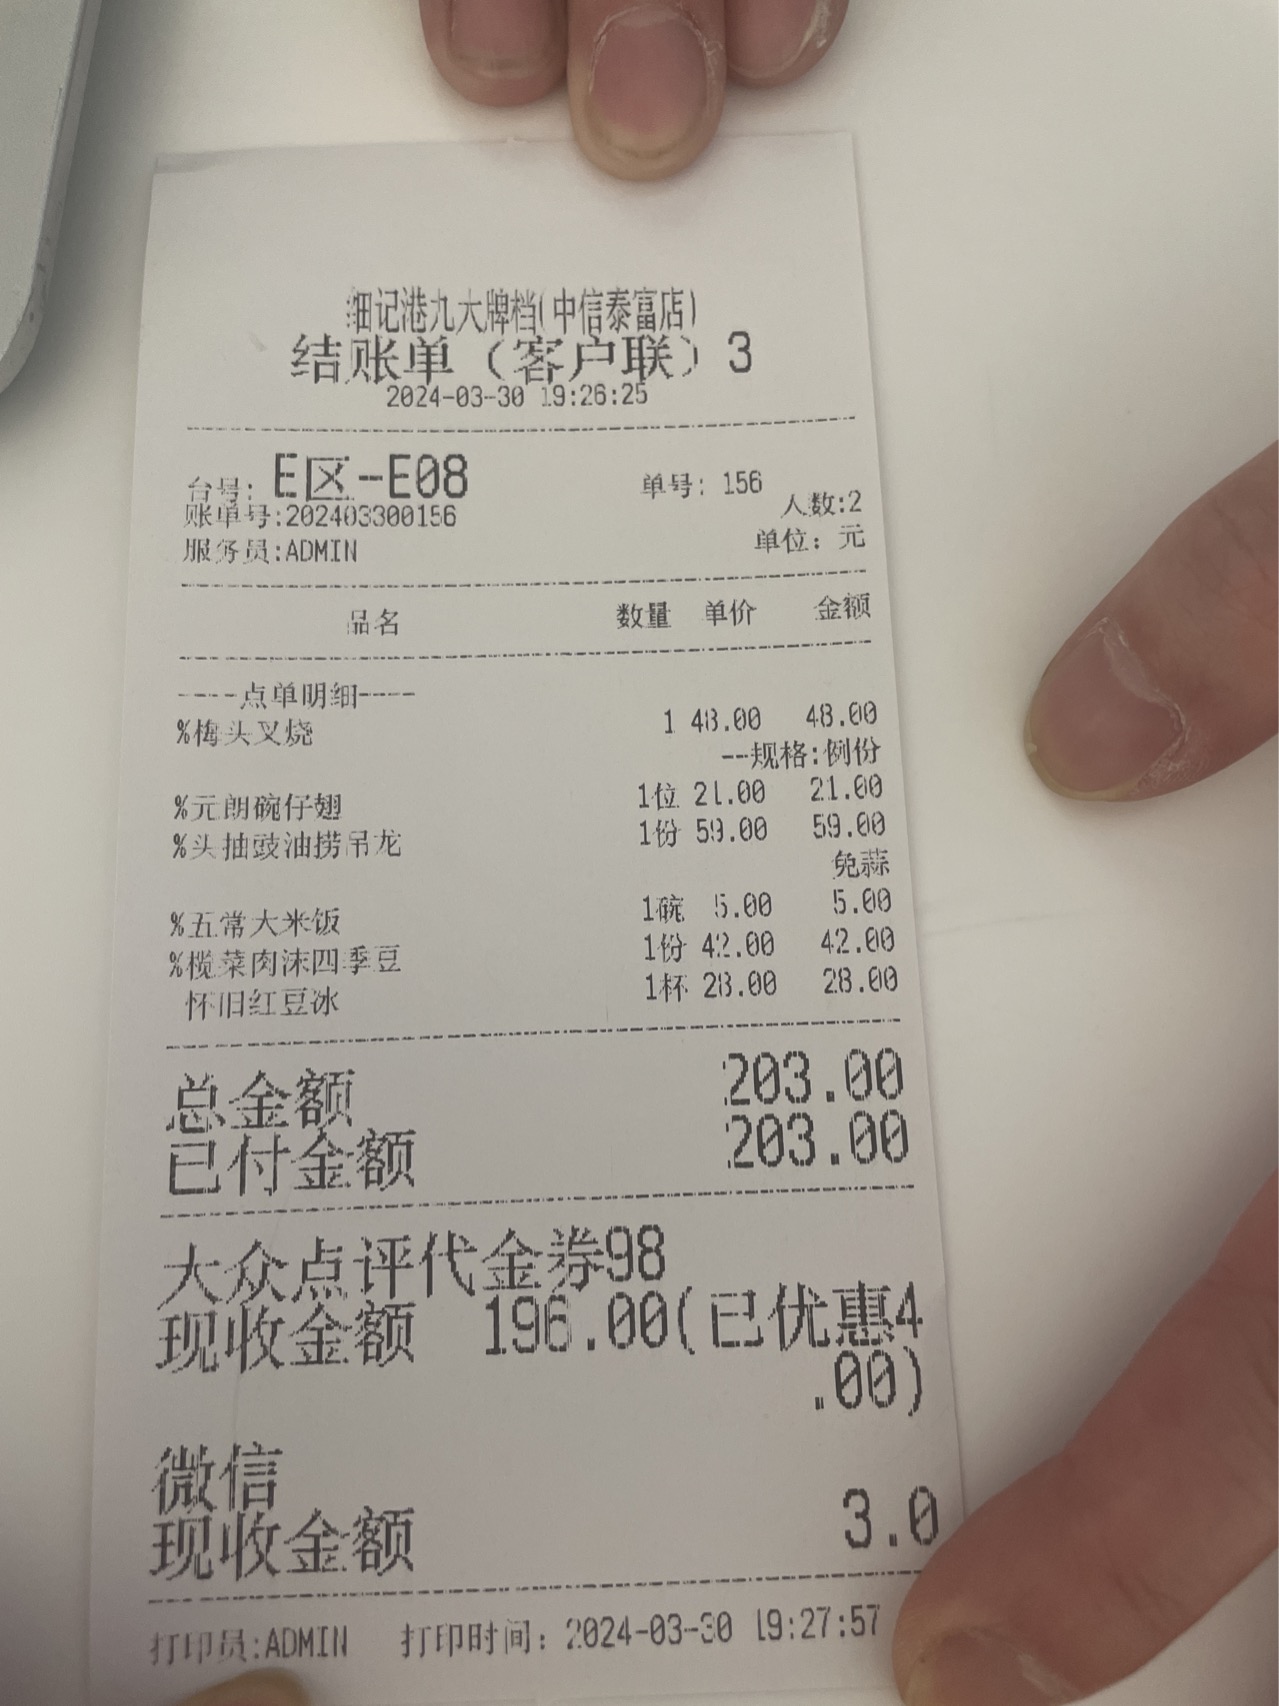 细记港九大牌档(中信泰富店)
结账单（客户联）3
2024-03-30 19:26:25
台号: E区-E08 单号: 156
账单号:202403300156 人数:2
服务员:ADMIN 单位: 元
品名 数量 单价 金额
----点单明细----
%梅头叉烧 1 48.00 48.00
--规格:例份
%元朗碗仔翅 1位 21.00 21.00
%头抽豉油捞吊龙 1份 59.00 59.00
免蒜
%五常大米饭 1碗 5.00 5.00
%榄菜肉沫四季豆 1份 42.00 42.00
怀旧红豆冰 1杯 28.00 28.00
总金额 203.00
已付金额 203.00
大众点评代金券98
现收金额 196.00(已优惠4
.00)
微信
现收金额 3.0
打印员:ADMIN 打印时间: 2024-03-30 19:27:57